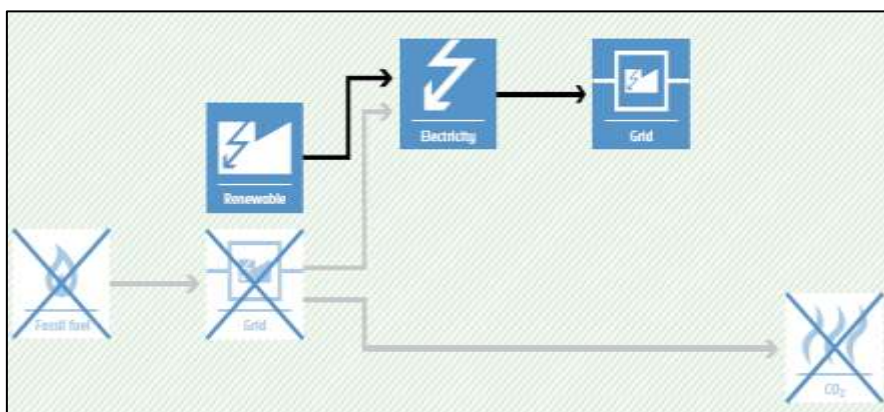 Electricity
Grid
Renewable
Fossil fuel
Grid
CO₂